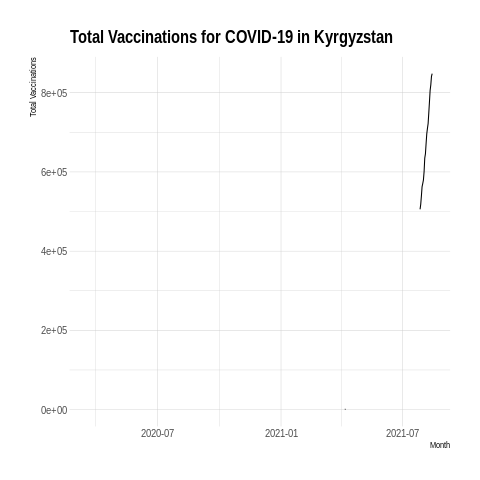 Total Vaccinations for COVID-19 in Kyrgyzstan
Total Vaccinations
8e+05
6e+05
4e+05
2e+05
0e+00
2020-07 2021-01 2021-07
Month